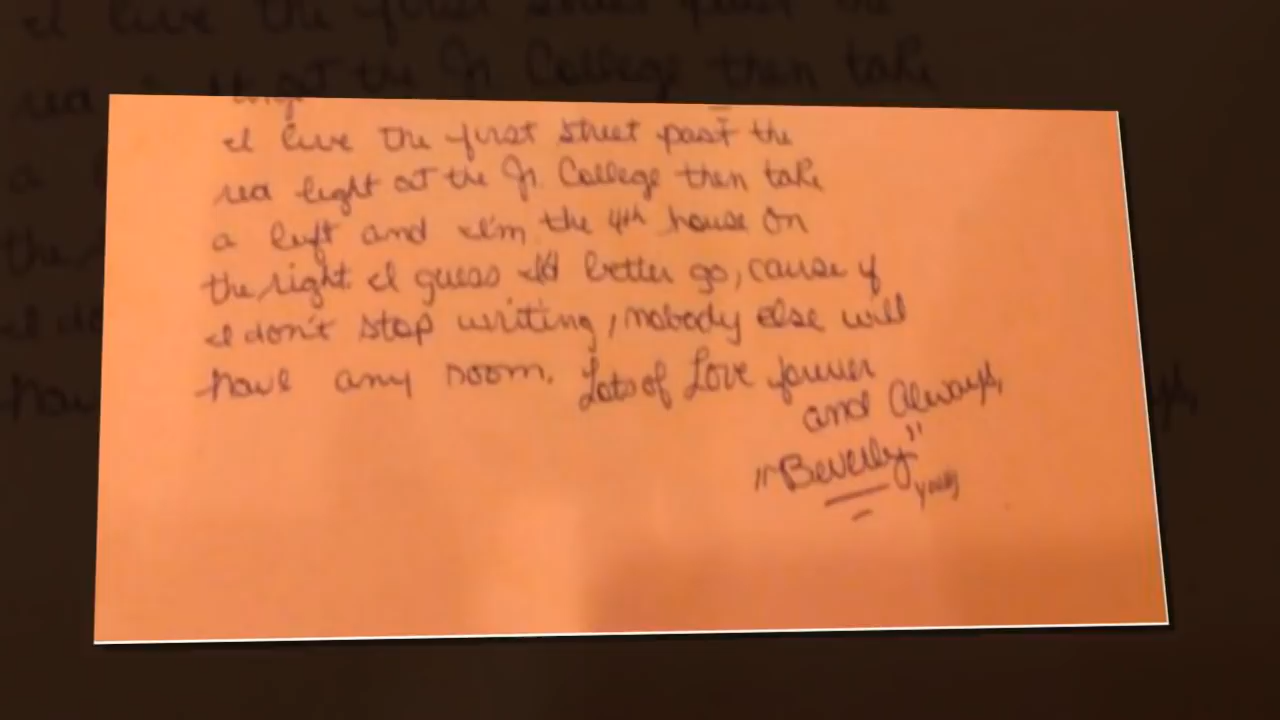 I live the first street past the
red light at the Jr. College then take
a left and I'm the 4th house on
the right. I guess I'd better go, cause if
I don't stop writing, nobody else will
have any room. Lots of Love forever
and Always,
"Beverly"